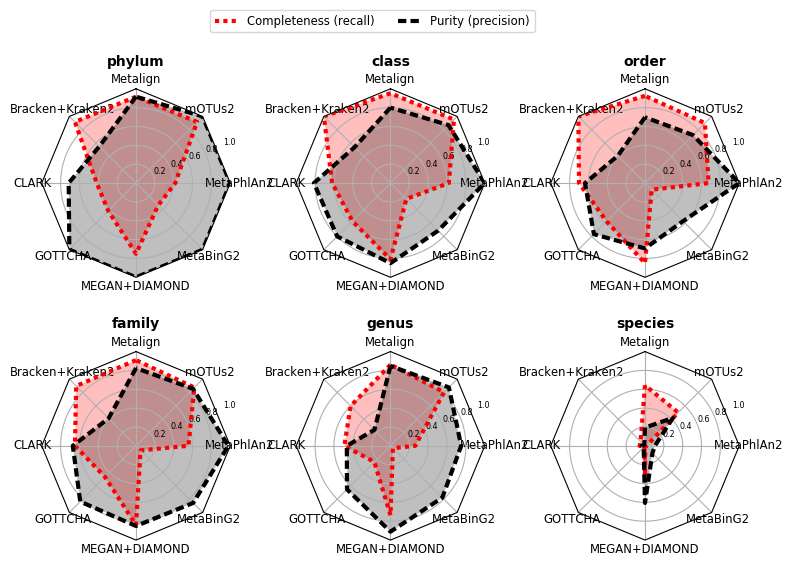 Completeness (recall) Purity (precision)
phylum
Metalign
Bracken+Kraken2 mOTUs2
1.0
0.8
0.6
0.4
0.2
CLARK MetaPhlAn2
GOTTCHA MetaBinG2
MEGAN+DIAMOND
class
Metalign
Bracken+Kraken2 mOTUs2
1.0
0.8
0.6
0.4
0.2
CLARK MetaPhlAn2
GOTTCHA MetaBinG2
MEGAN+DIAMOND
order
Metalign
Bracken+Kraken2 mOTUs2
1.0
0.8
0.6
0.4
0.2
CLARK MetaPhlAn2
GOTTCHA MetaBinG2
MEGAN+DIAMOND
family
Metalign
Bracken+Kraken2 mOTUs2
1.0
0.8
0.6
0.4
0.2
CLARK MetaPhlAn2
GOTTCHA MetaBinG2
MEGAN+DIAMOND
genus
Metalign
Bracken+Kraken2 mOTUs2
1.0
0.8
0.6
0.4
0.2
CLARK MetaPhlAn2
GOTTCHA MetaBinG2
MEGAN+DIAMOND
species
Metalign
Bracken+Kraken2 mOTUs2
1.0
0.8
0.6
0.4
0.2
CLARK MetaPhlAn2
GOTTCHA MetaBinG2
MEGAN+DIAMOND